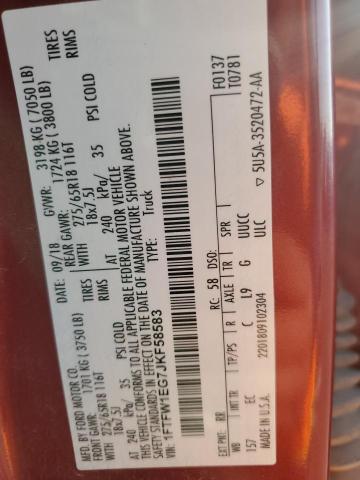 MFD. BY FORD MOTOR CO.
DATE: 09/18 GVWR: 3198 KG ( 7050 LB)
FRONT GAWR: 1701 KG ( 3750 LB) REAR GAWR: 1724 KG ( 3800 LB)
275/65R18 116T TIRES WITH 275/65R18 116T TIRES
18x7.5J RIMS 18x7.5J RIMS
AT 240 kPa/ 35 PSI COLD AT 240 kPa/ 35 PSI COLD
THIS VEHICLE CONFORMS TO ALL APPLICABLE FEDERAL MOTOR VEHICLE
SAFETY STANDARDS IN EFFECT ON THE DATE OF MANUFACTURE SHOWN ABOVE.
VIN: 1FTFW1EG7JKF58583 TYPE: Truck
F0137
T0781
EXT PNT: RR RC: 58 DSO:
WB INT TR TP/PS R AXLE TR SPR
157 EC C L9 G UUCC
2201809102304 ULC
MADE IN U.S.A. ▽ 5U5A-3520472-AA